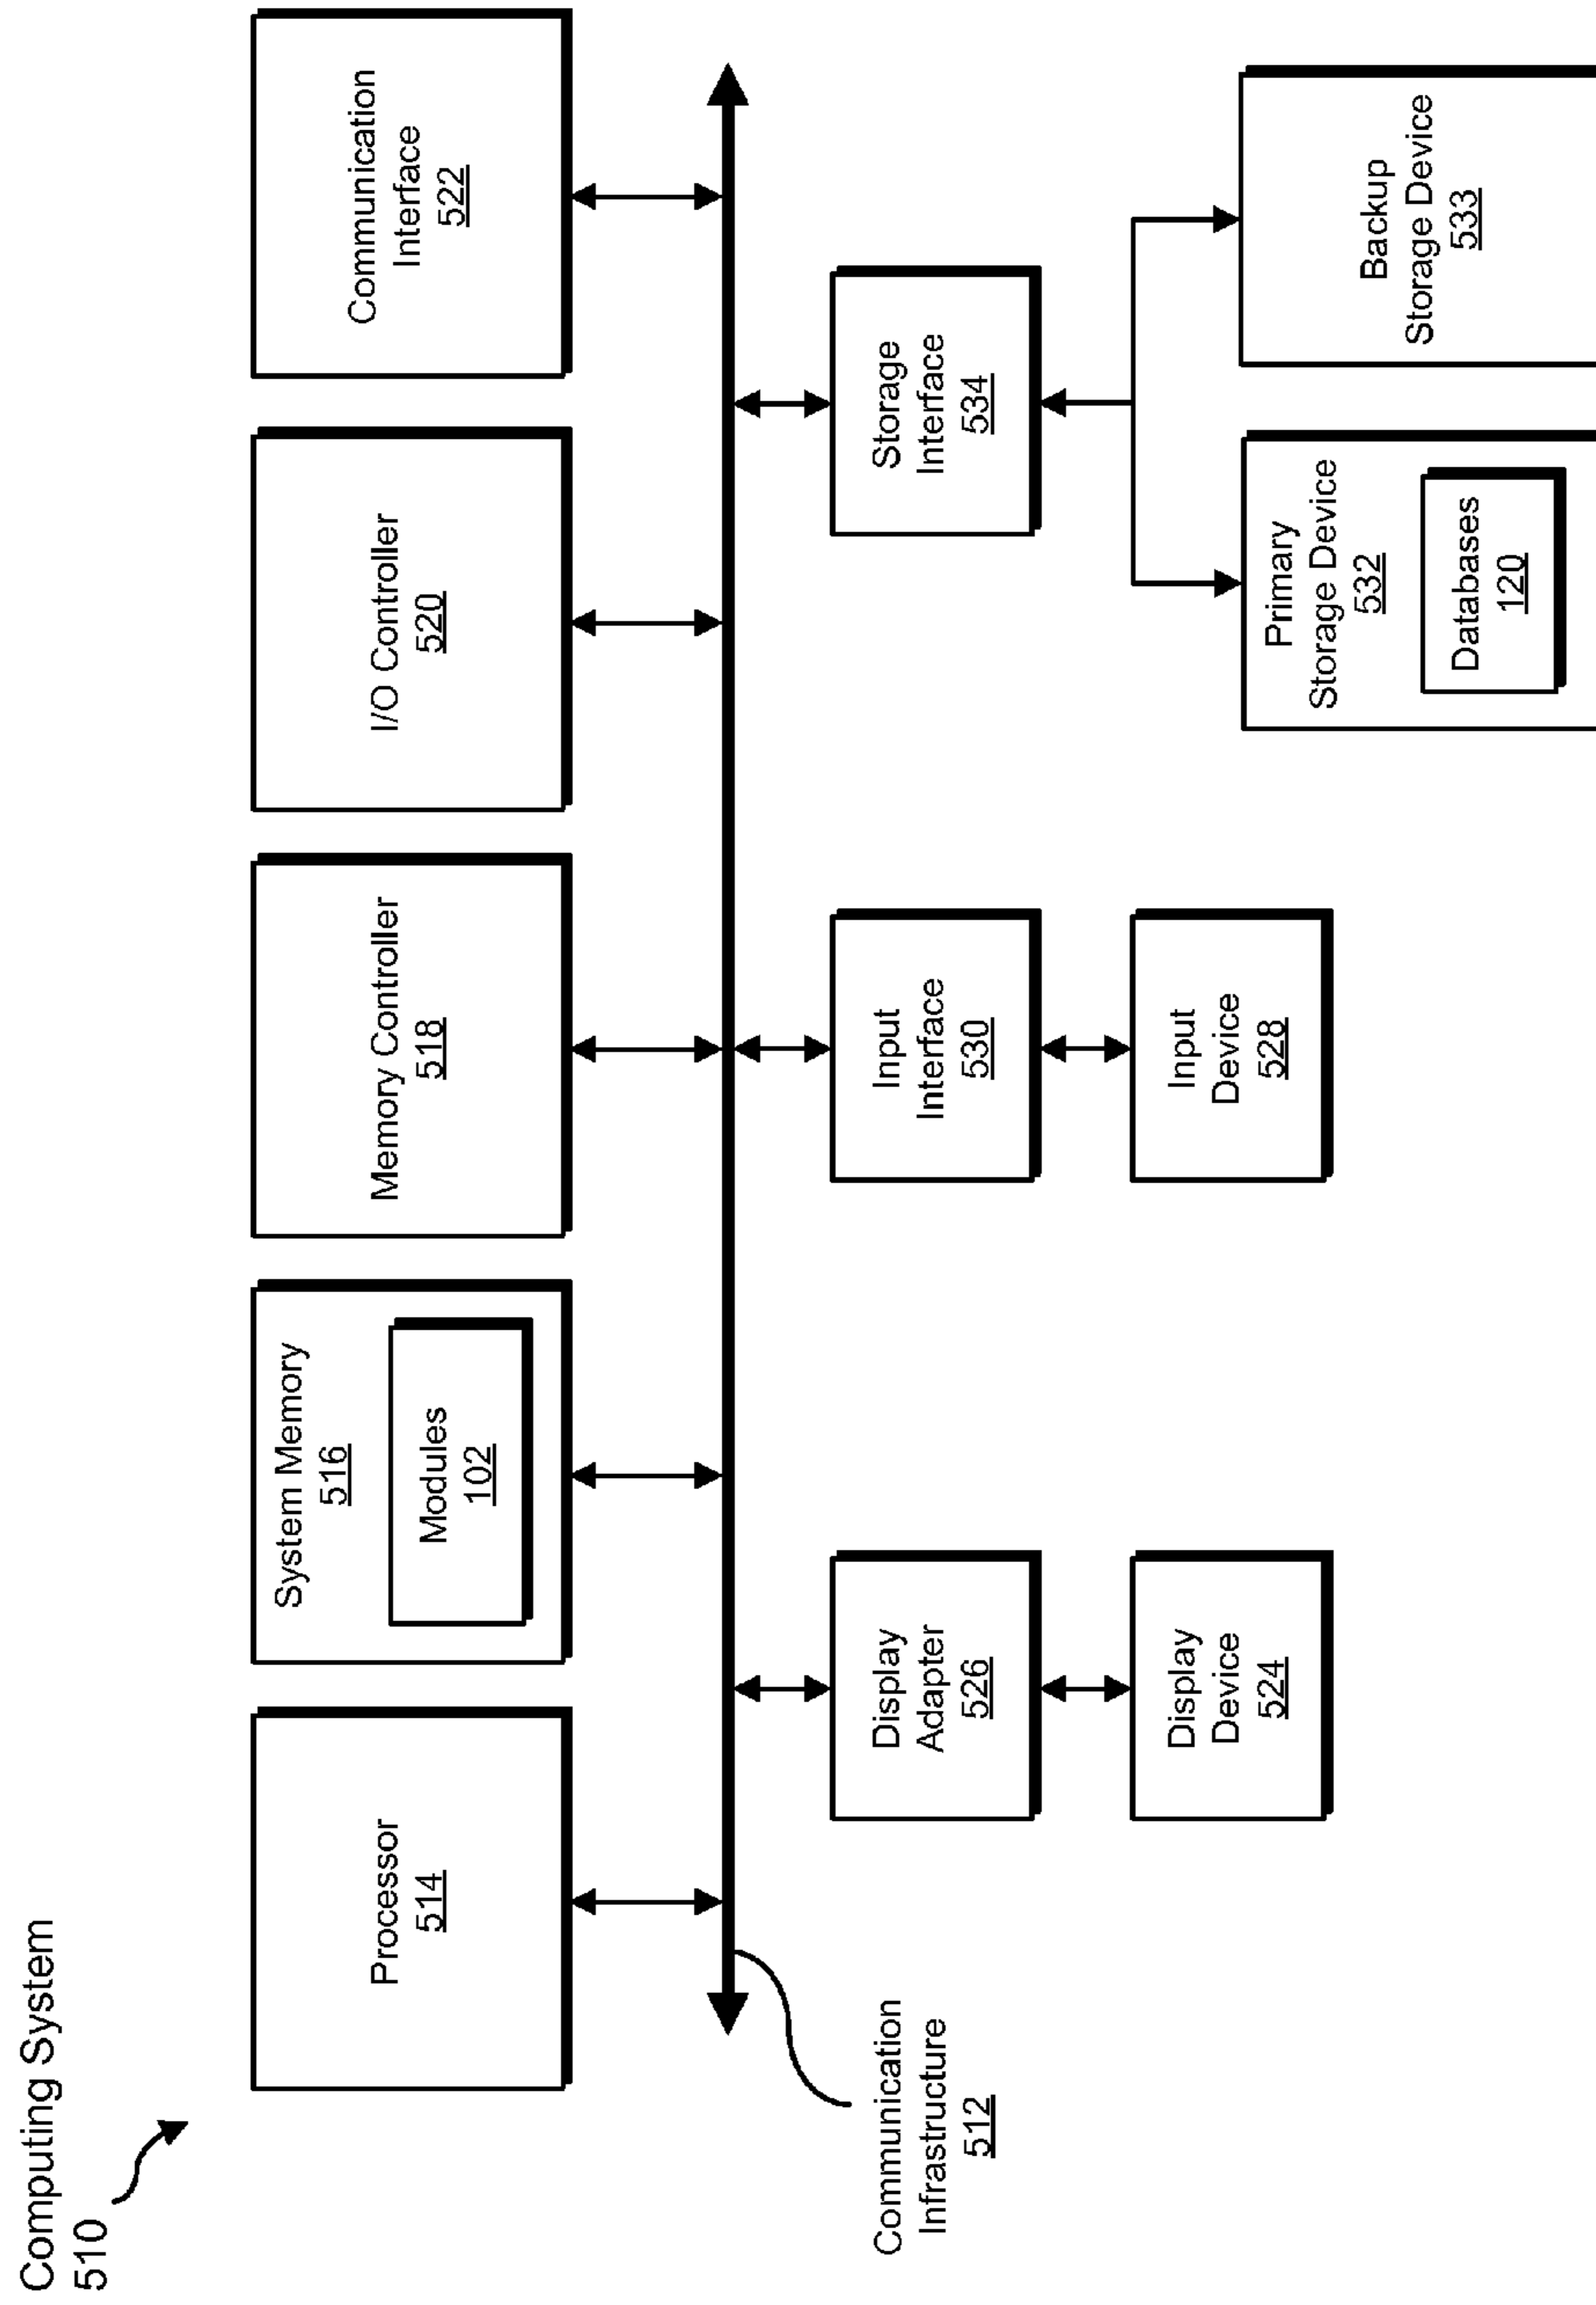 Computing System
510
Processor
514
System Memory
516
Modules
102
Memory Controller
518
I/O Controller
520
Communication
Interface
522
Communication
Infrastructure
512
Display
Adapter
526
Input
Interface
530
Storage
Interface
534
Display
Device
524
Input
Device
528
Primary
Storage Device
532
Databases
120
Backup
Storage Device
533